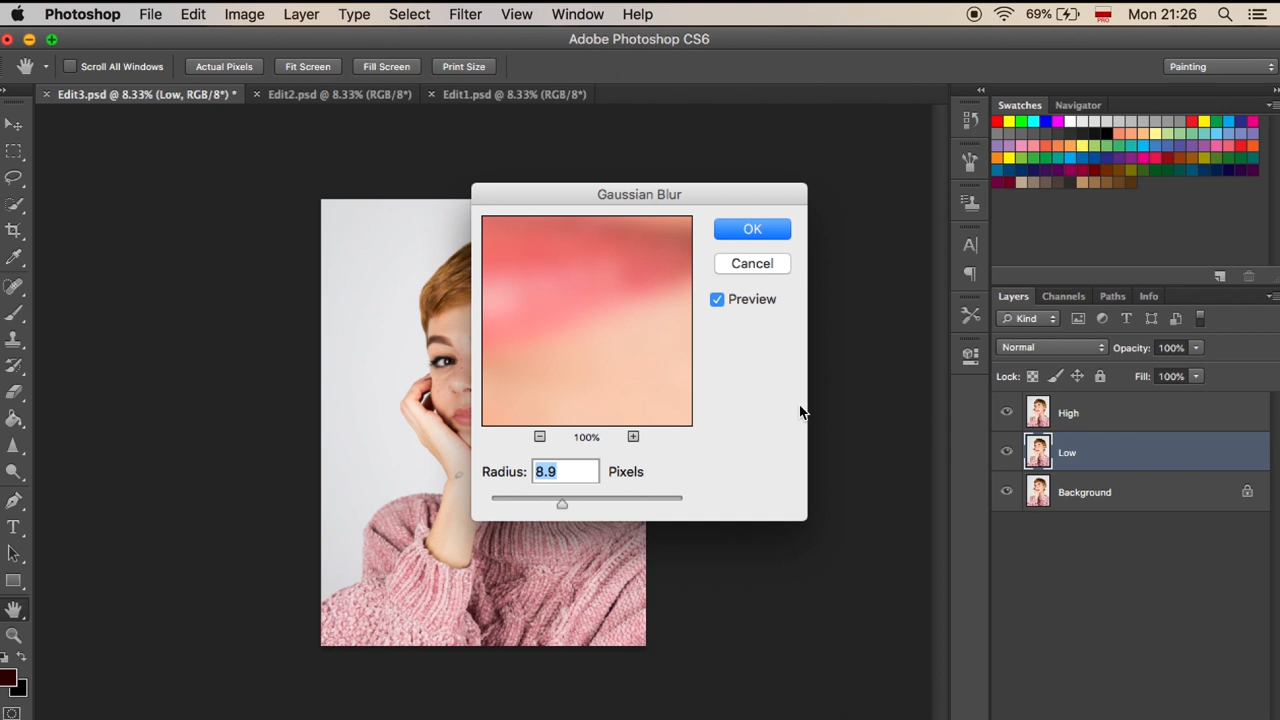 Photoshop File Edit Image Layer Type Select Filter View Window Help 69% PRO Mon 21:26
Adobe Photoshop CS6
Scroll All Windows Actual Pixels Fit Screen Fill Screen Print Size Painting
Edit3.psd @ 8.33% (Low, RGB/8*) * Edit2.psd @ 8.33% (RGB/8*) Edit1.psd @ 8.33% (RGB/8*)
Swatches Navigator
Gaussian Blur
OK
Cancel
Preview
100%
Radius: 8.9 Pixels
Layers Channels Paths Info
Kind
Normal Opacity: 100%
Lock: Fill: 100%
High
Low
Background